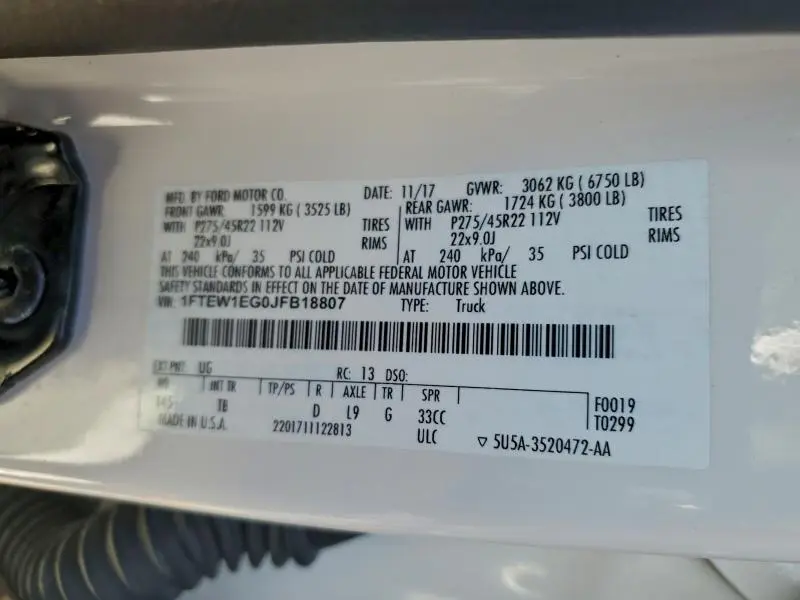 MFD. BY FORD MOTOR CO. DATE: 11/17 GVWR: 3062 KG ( 6750 LB)
FRONT GAWR: 1599 KG ( 3525 LB) REAR GAWR: 1724 KG ( 3800 LB)
WITH P275/45R22 112V TIRES WITH P275/45R22 112V TIRES
22x9.0J RIMS 22x9.0J RIMS
AT 240 kPa/ 35 PSI COLD AT 240 kPa/ 35 PSI COLD
THIS VEHICLE CONFORMS TO ALL APPLICABLE FEDERAL MOTOR VEHICLE
SAFETY STANDARDS IN EFFECT ON THE DATE OF MANUFACTURE SHOWN ABOVE.
VIN: 1FTEW1EG0JFB18807 TYPE: Truck
EXT PNT: UG RC: 13 DSO:
WB INT TR TP/PS R AXLE TR SPR
145 TB D L9 G 33CC F0019
MADE IN U.S.A. 2201711122813 ULC T0299
▽ 5U5A-3520472-AA